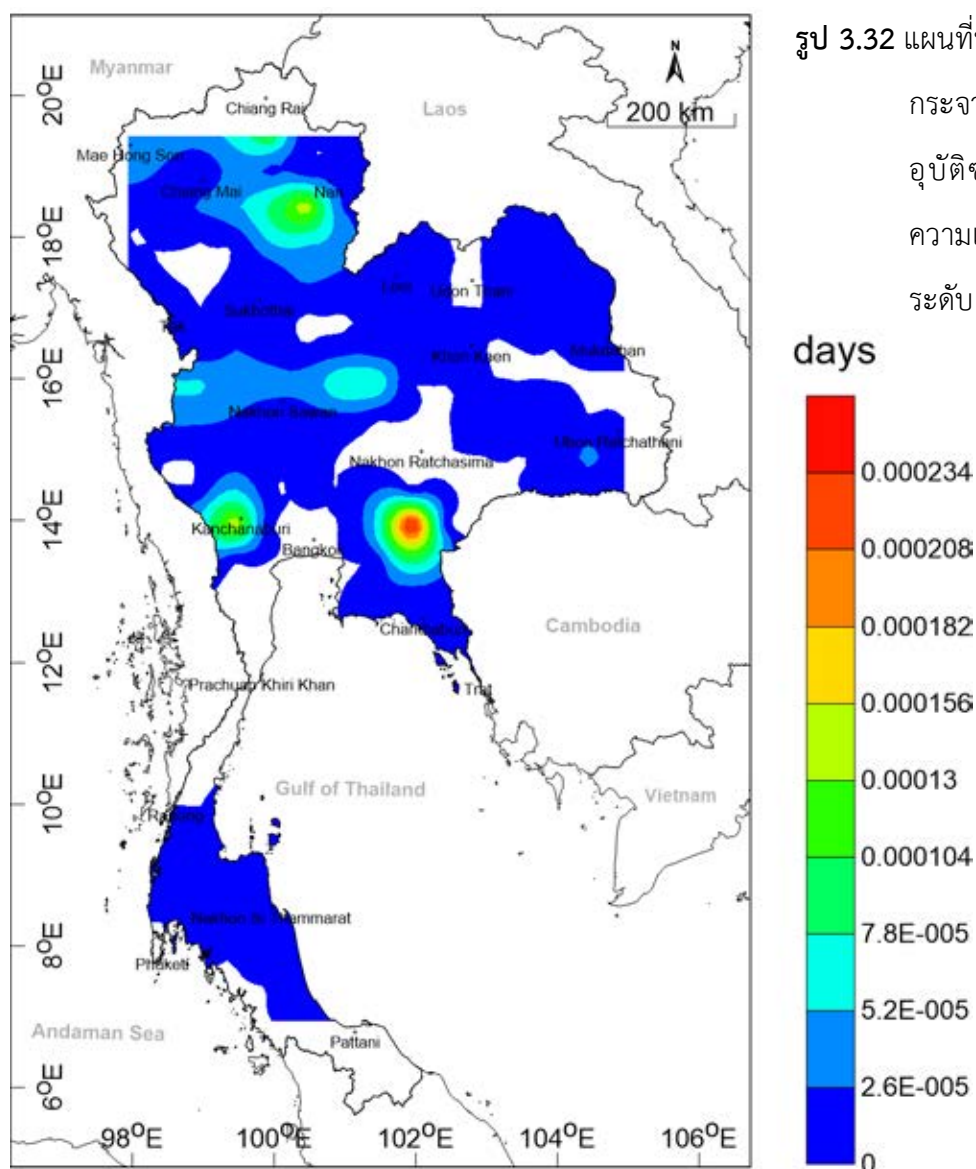 รูป 3.32 แผนที่
กระจา
อุบัติ
ความ
ระดับ
N
200 km
Myanmar
Laos
Chiang Rai
Mae Hong Son
Chiang Mai
Nan
Loei
Udon Thani
Sukhothai
Tak
Khon Kaen
Mukdahan
Nakhon Sawan
Ubon Ratchathani
Nakhon Ratchasima
Kanchanaburi
Bangkok
Chanthaburi
Cambodia
Prachuap Khiri Khan
Trat
Gulf of Thailand
Vietnam
Ranong
Nakhon Si Thammarat
Phuket
Andaman Sea
Pattani
20°E
18°E
16°E
14°E
12°E
10°E
8°E
6°E
98°E
100°E
102°E
104°E
106°E
days
0.000234
0.000208
0.000182
0.000156
0.00013
0.000104
7.8E-005
5.2E-005
2.6E-005
0